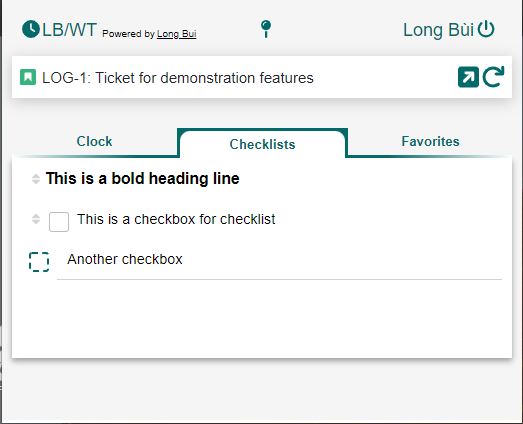 LB/WT Powered by Long Bui
Long Bùi
LOG-1: Ticket for demonstration features
Clock
Checklists
Favorites
This is a bold heading line
This is a checkbox for checklist
Another checkbox